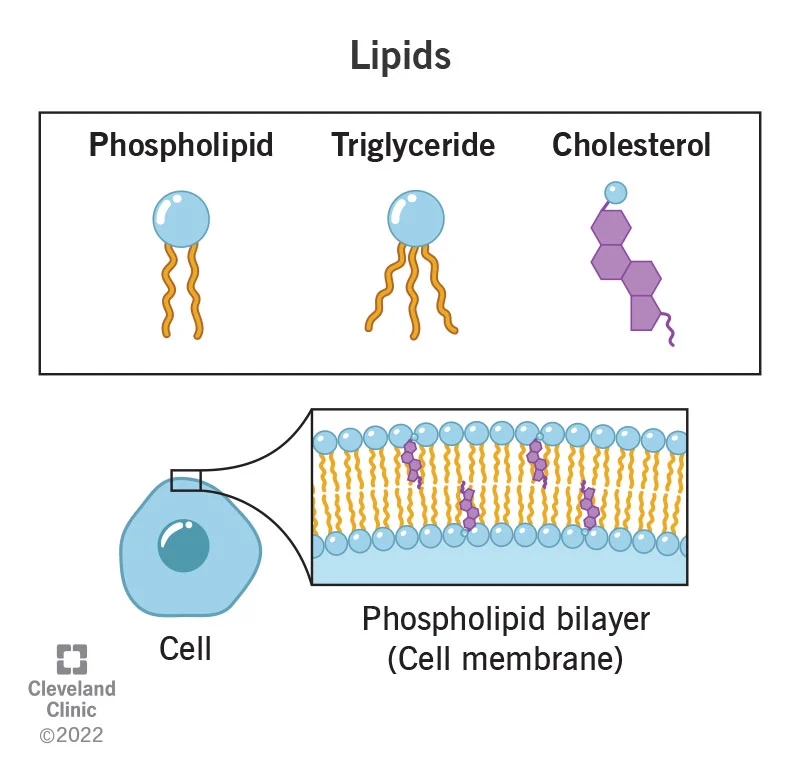 Lipids
Phospholipid
Triglyceride
Cholesterol
Cell
Phospholipid bilayer
(Cell membrane)
Cleveland
Clinic
©2022